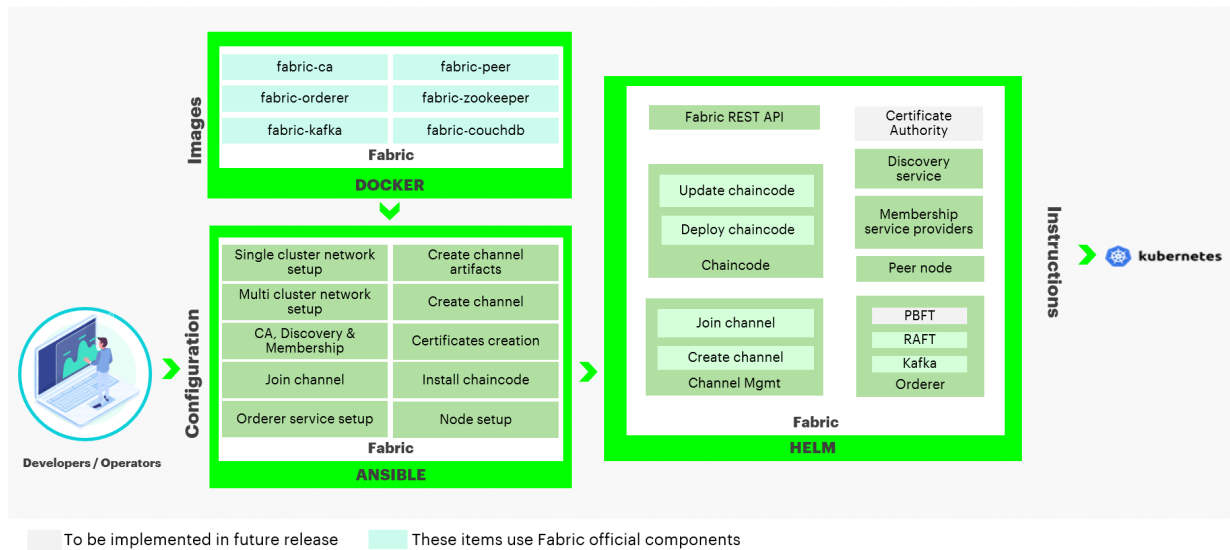 Images
fabric-ca
fabric-peer
fabric-orderer
fabric-zookeeper
fabric-kafka
fabric-couchdb
Fabric
DOCKER
Developers / Operators
Configuration
Single cluster network
setup
Create channel
artifacts
Multi cluster network
setup
Create channel
CA, Discovery &
Membership
Certificates creation
Join channel
Install chaincode
Orderer service setup
Node setup
Fabric
ANSIBLE
Fabric REST API
Update chaincode
Deploy chaincode
Chaincode
Join channel
Create channel
Channel Mgmt
Certificate
Authority
Discovery
service
Membership
service providers
Peer node
PBFT
RAFT
Kafka
Orderer
Fabric
HELM
Instructions
kubernetes
To be implemented in future release
These items use Fabric official components